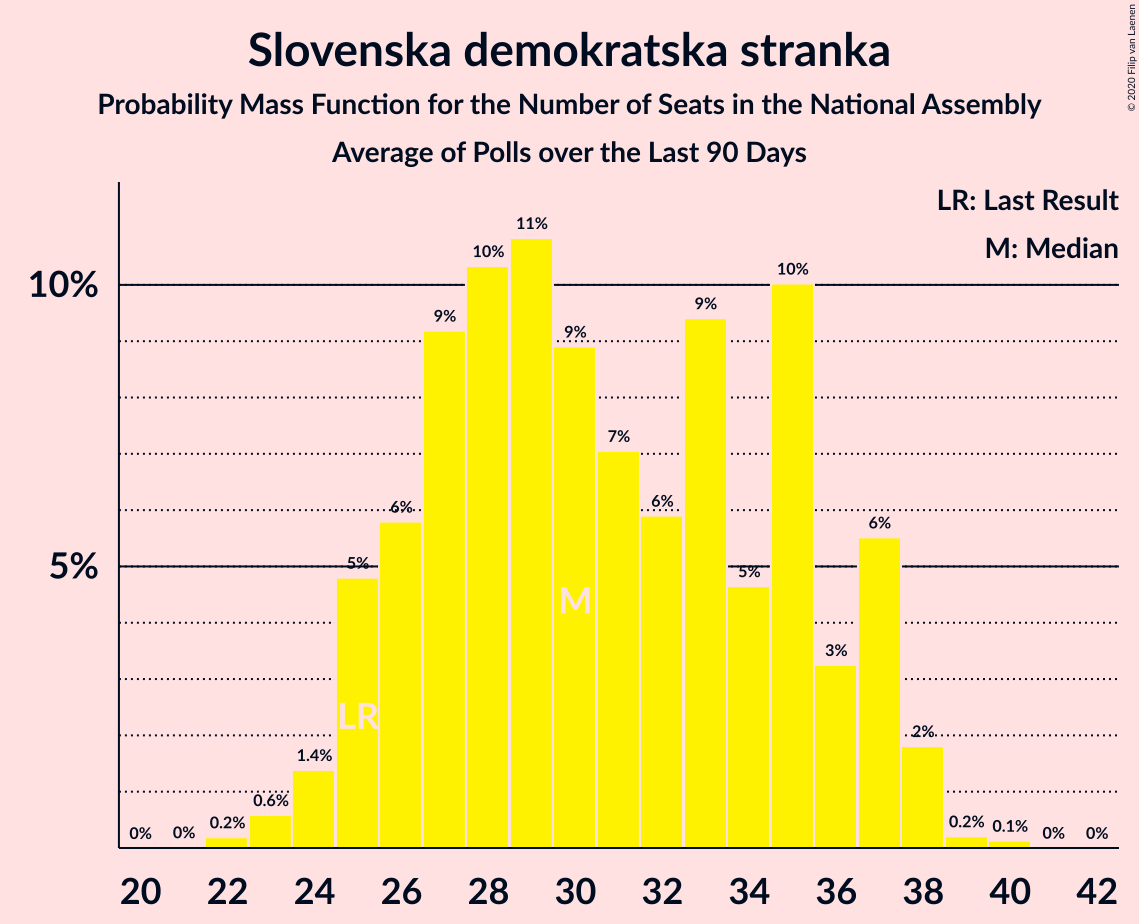 Slovenska demokratska stranka
Probability Mass Function for the Number of Seats in the National Assembly
Average of Polls over the Last 90 Days
© 2020 Filip van Laenen
LR: Last Result
M: Median
10%
5%
0%
0%
0.2%
0.6%
1.4%
5%
6%
9%
10%
11%
9%
7%
6%
9%
5%
10%
3%
6%
2%
0.2%
0.1%
0%
0%
LR
M
20 22 24 26 28 30 32 34 36 38 40 42